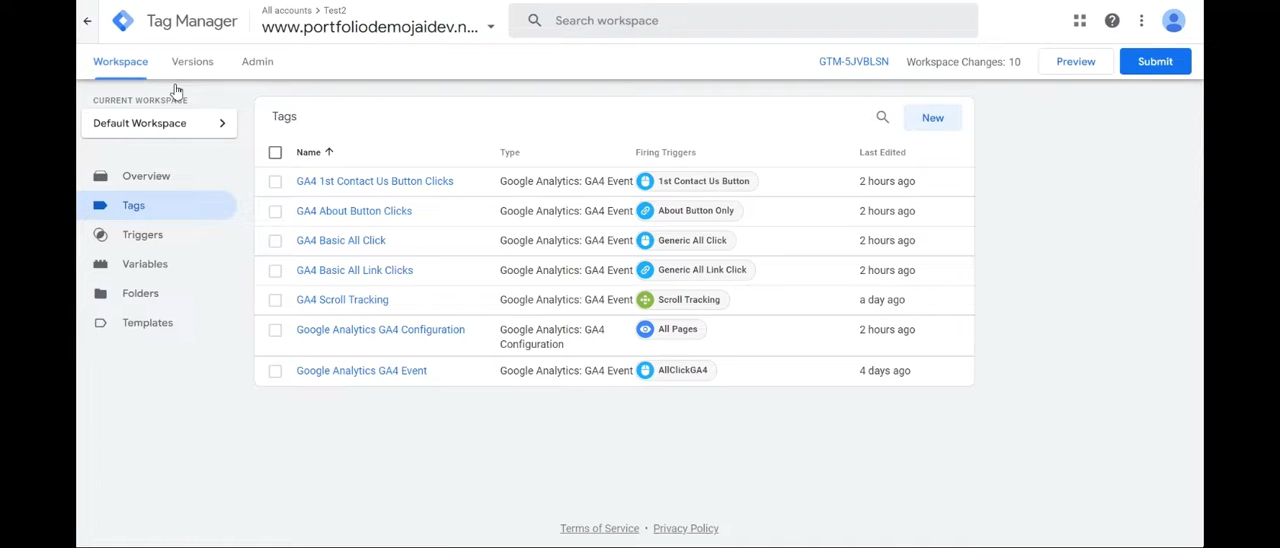 All accounts > Test2
Tag Manager
www.portfoliodemojaidev.n...
Search workspace
Workspace
Versions
Admin
GTM-5JVBLSN
Workspace Changes: 10
Preview
Submit
CURRENT WORKSPACE
Default Workspace
Overview
Tags
Triggers
Variables
Folders
Templates
Tags
New
Name Type Firing Triggers Last Edited
GA4 1st Contact Us Button Clicks Google Analytics: GA4 Event 1st Contact Us Button 2 hours ago
GA4 About Button Clicks Google Analytics: GA4 Event About Button Only 2 hours ago
GA4 Basic All Click Google Analytics: GA4 Event Generic All Click 2 hours ago
GA4 Basic All Link Clicks Google Analytics: GA4 Event Generic All Link Click 2 hours ago
GA4 Scroll Tracking Google Analytics: GA4 Event Scroll Tracking a day ago
Google Analytics GA4 Configuration Google Analytics: GA4 All Pages 2 hours ago
Configuration
Google Analytics GA4 Event Google Analytics: GA4 Event AllClickGA4 4 days ago
Terms of Service • Privacy Policy